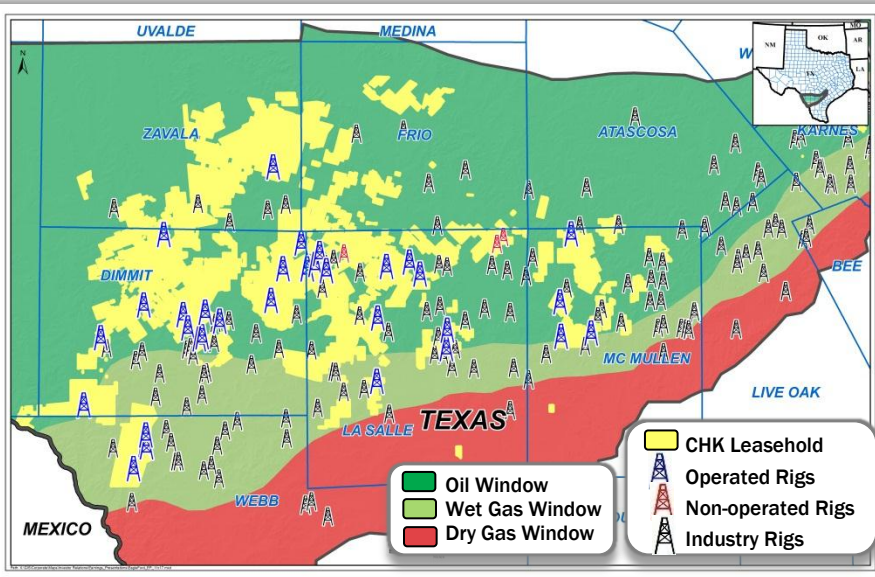 UVALDE
MEDINA
N
NM
OK
MO
AR
TX
LA
W
ZAVALA
FRIO
ATASCOSA
KARNES
DIMMIT
BEE
MC MULLEN
LIVE OAK
LA SALLE
TEXAS
WEBB
MEXICO
Oil Window
Wet Gas Window
Dry Gas Window
CHK Leasehold
Operated Rigs
Non-operated Rigs
Industry Rigs